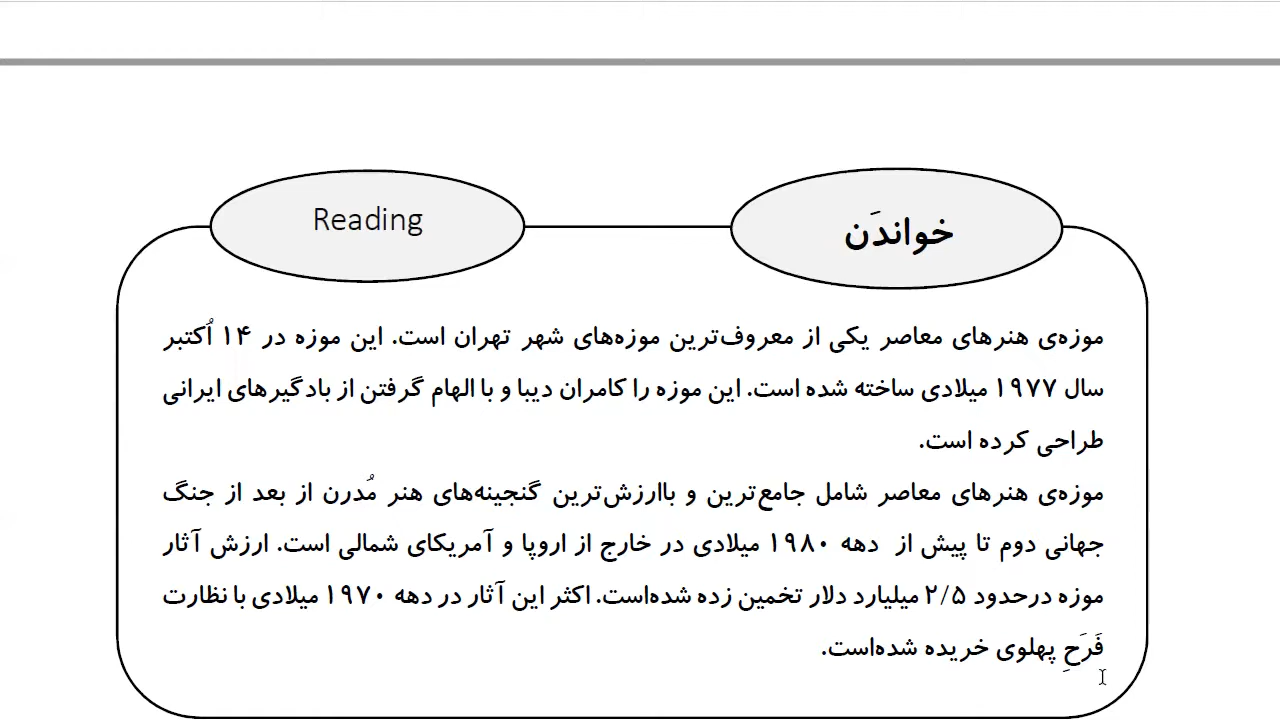 Reading
خواندَن
موزه‌ی هنرهای معاصر یکی از معروف‌ترین موزه‌های شهر تهران است. این موزه در ۱۴ اُکتبر
سال ۱۹۷۷ میلادی ساخته شده است. این موزه را کامران دیبا و با الهام گرفتن از بادگیرهای ایرانی
طراحی کرده است.
موزه‌ی هنرهای معاصر شامل جامع‌ترین و باارزش‌ترین گنجینه‌های هنر مُدرن از بعد از جنگ
جهانی دوم تا پیش از دهه ۱۹۸۰ میلادی در خارج از اروپا و آمریکای شمالی است. ارزش آثار
موزه درحدود ۲/۵ میلیارد دلار تخمین زده شده‌است. اکثر این آثار در دهه ۱۹۷۰ میلادی با نظارت
فَرَحِ پهلوی خریده شده‌است.